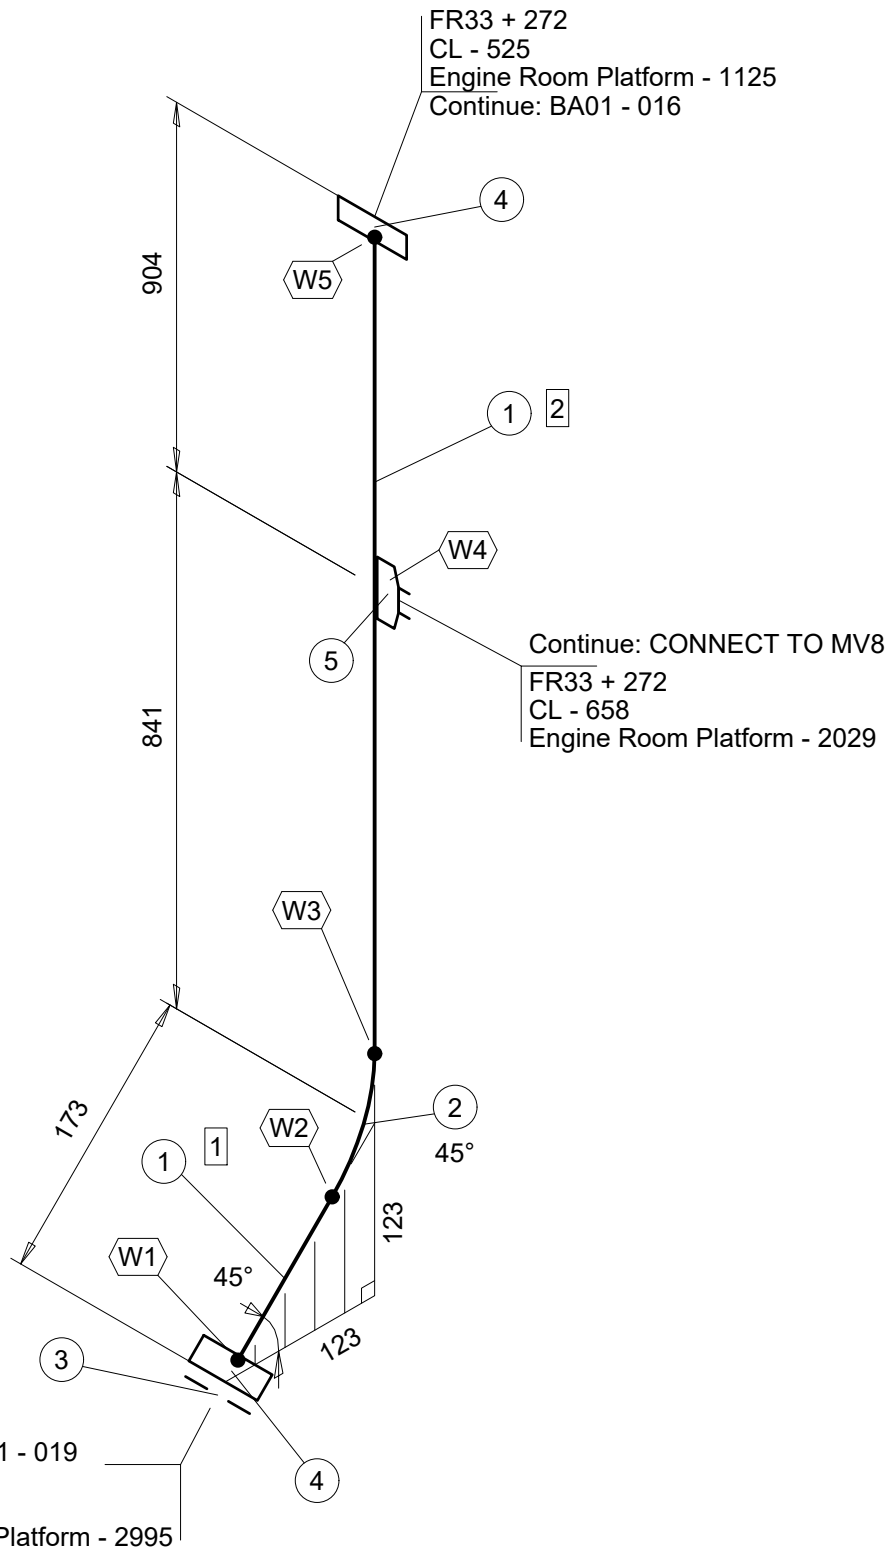 FR33 + 272
CL - 525
Engine Room Platform - 1125
Continue: BA01 - 016
4
W5
904
1
2
W4
5
Continue: CONNECT TO MV8
FR33 + 272
CL - 658
Engine Room Platform - 2029
841
W3
173
2
45°
W2
1
1
123
W1
45°
123
3
1 - 019
4
Platform - 2995